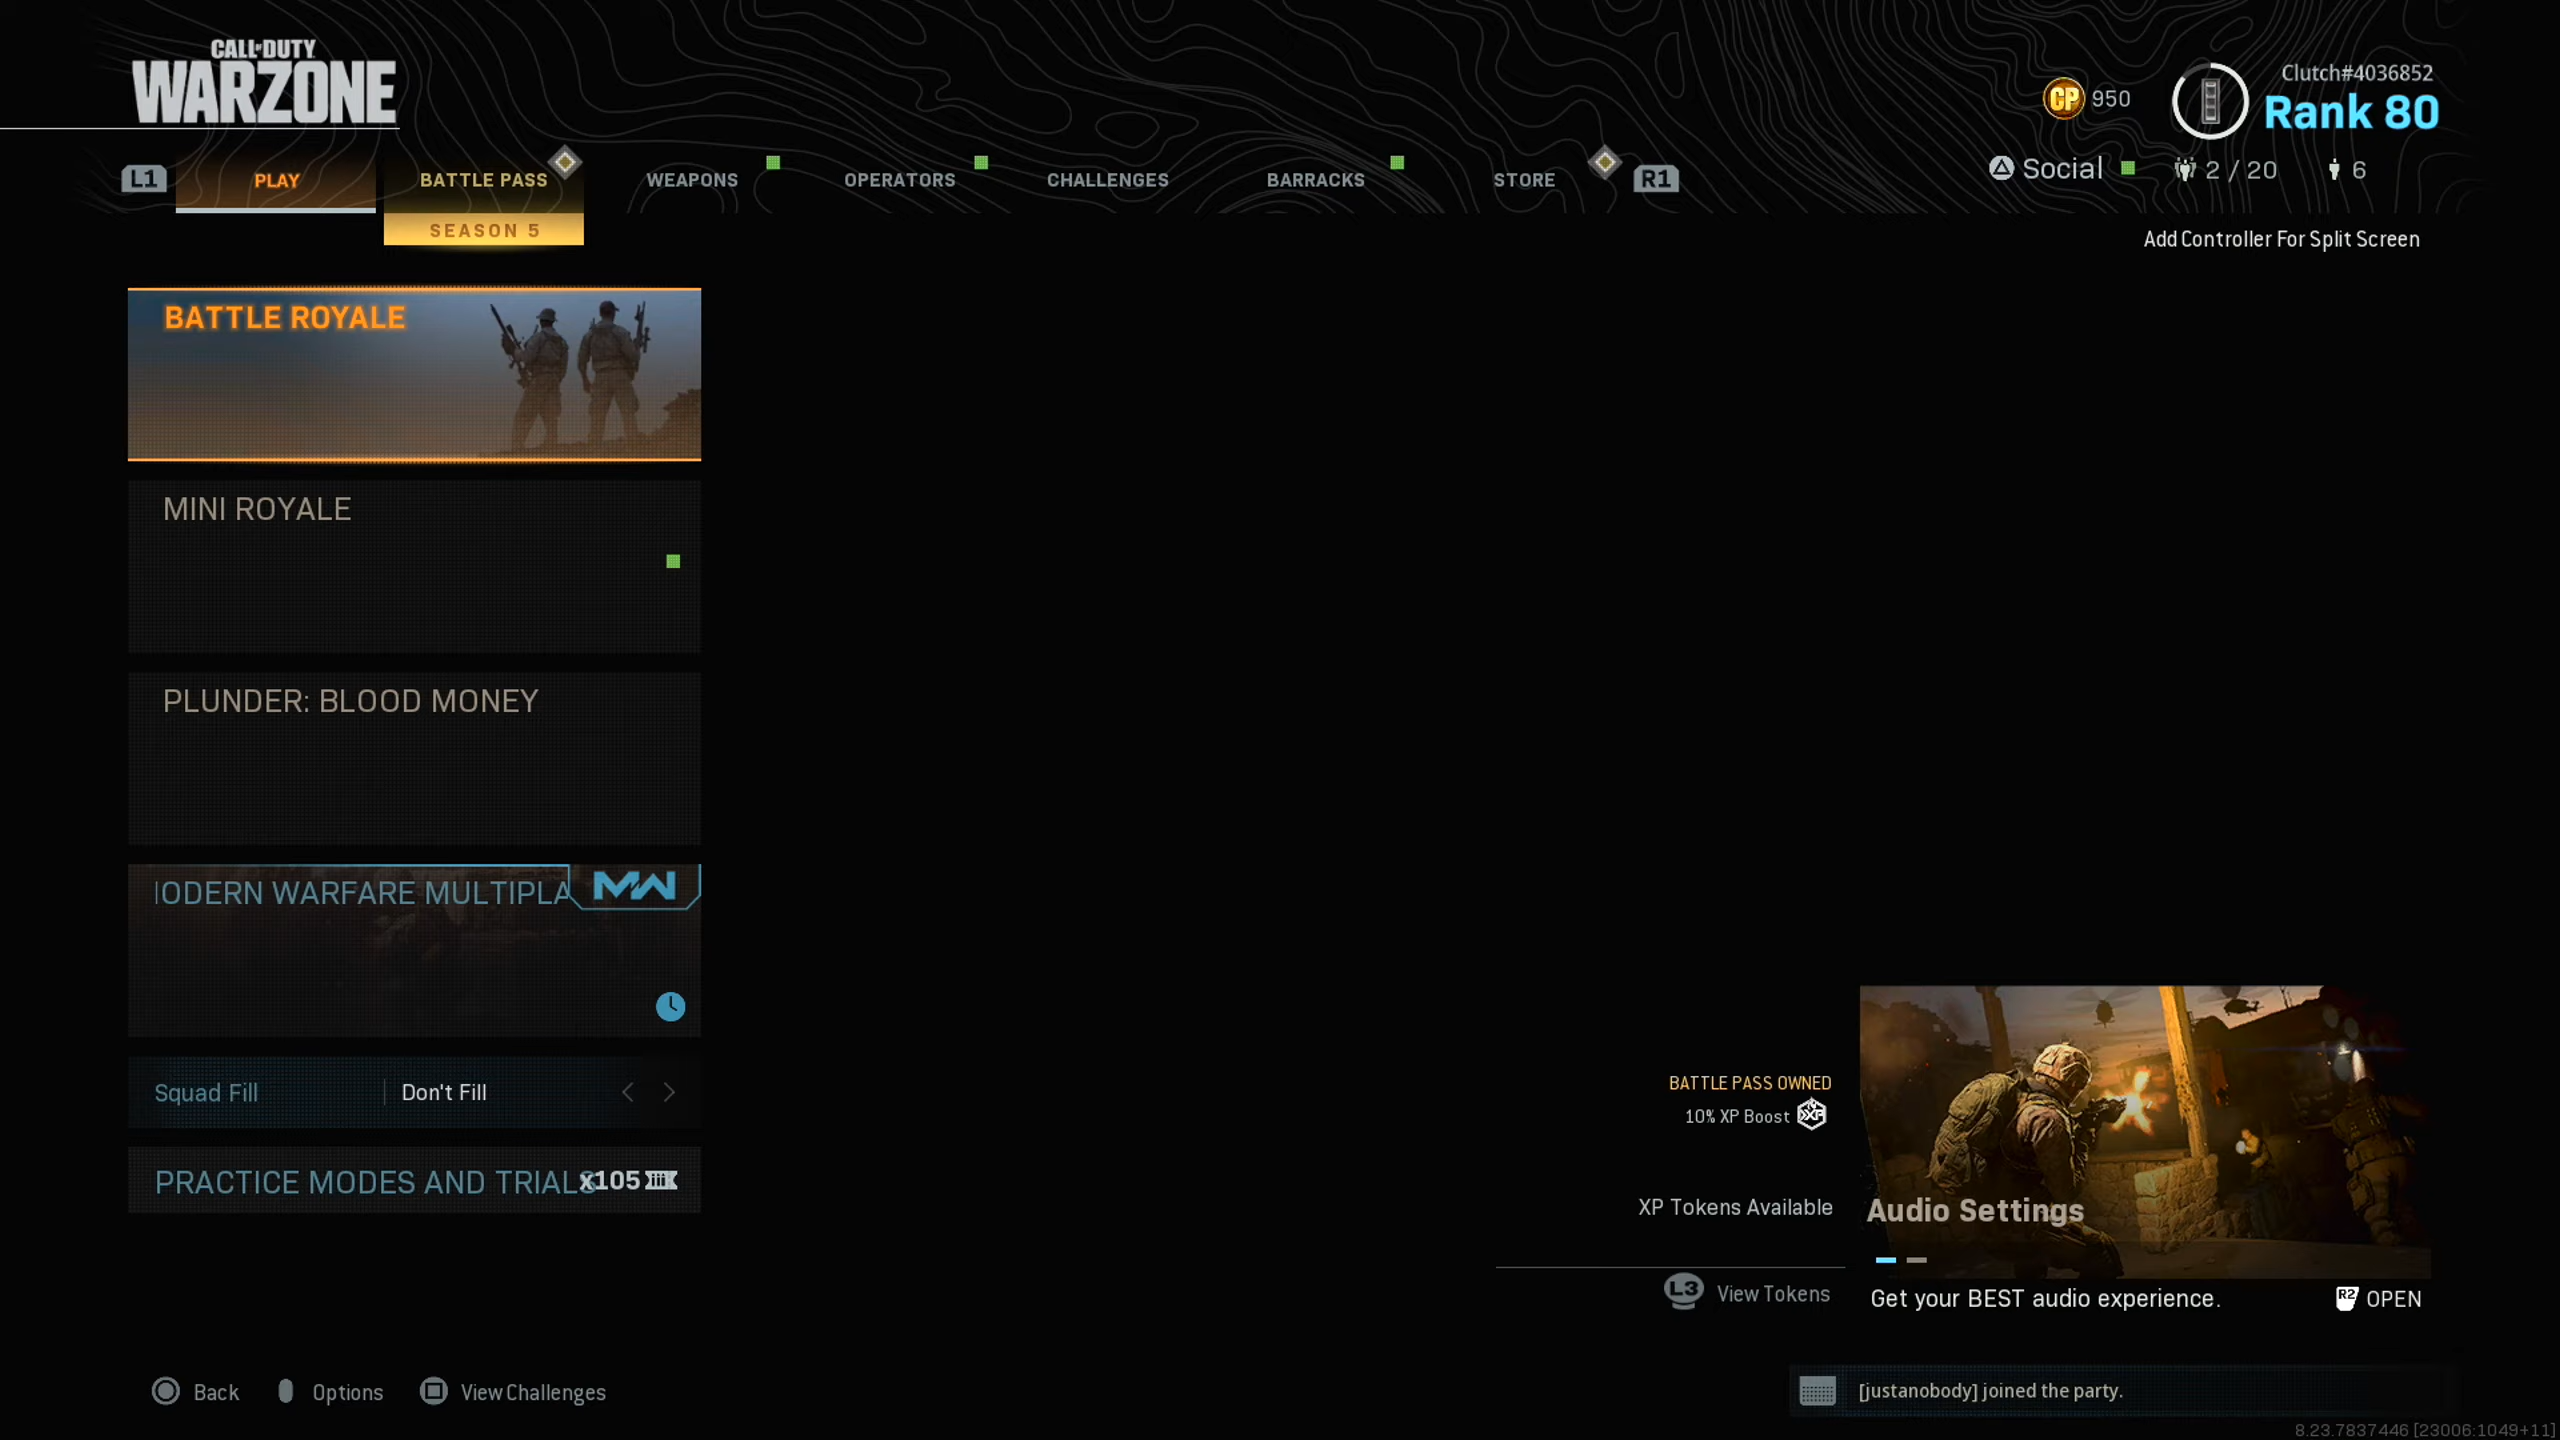 CALL OF DUTY
WARZONE
CP 950
Clutch#4036852
Rank 80
L1
PLAY
BATTLE PASS
WEAPONS
OPERATORS
CHALLENGES
BARRACKS
STORE
R1
Social
2 / 20
6
SEASON 5
Add Controller For Split Screen
BATTLE ROYALE
MINI ROYALE
PLUNDER: BLOOD MONEY
ODERN WARFARE MULTIPLA
MW
Squad Fill
Don't Fill
PRACTICE MODES AND TRIALS
x105
BATTLE PASS OWNED
10% XP Boost
XP
XP Tokens Available
L3 View Tokens
Audio Settings
Get your BEST audio experience.
R2 OPEN
Back
Options
View Challenges
[justanobody] joined the party.
8.23.7837446 [23006:1049+11]